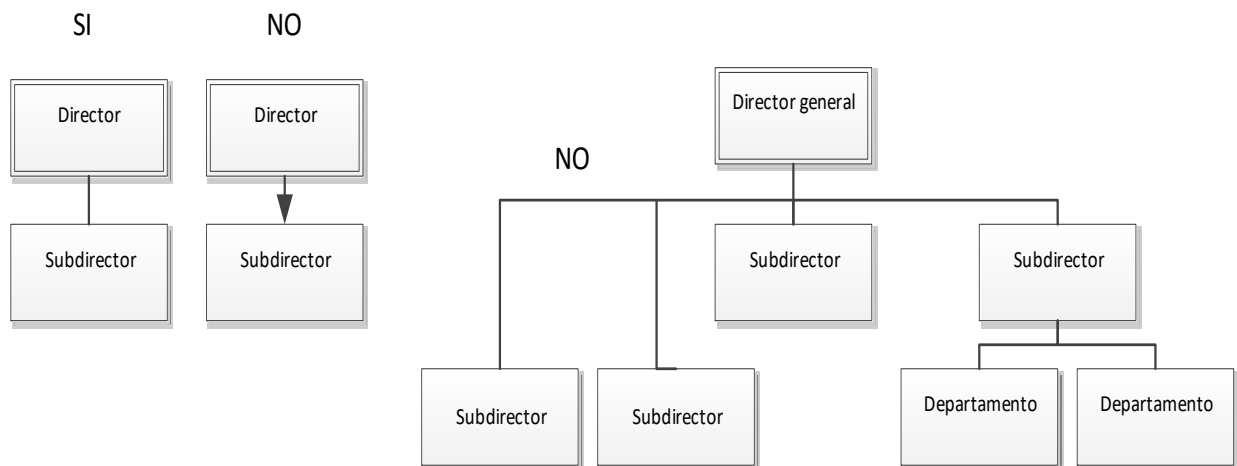 SI
NO
Director
Director
Director general
NO
Subdirector
Subdirector
Subdirector
Subdirector
Subdirector
Subdirector
Departamento
Departamento